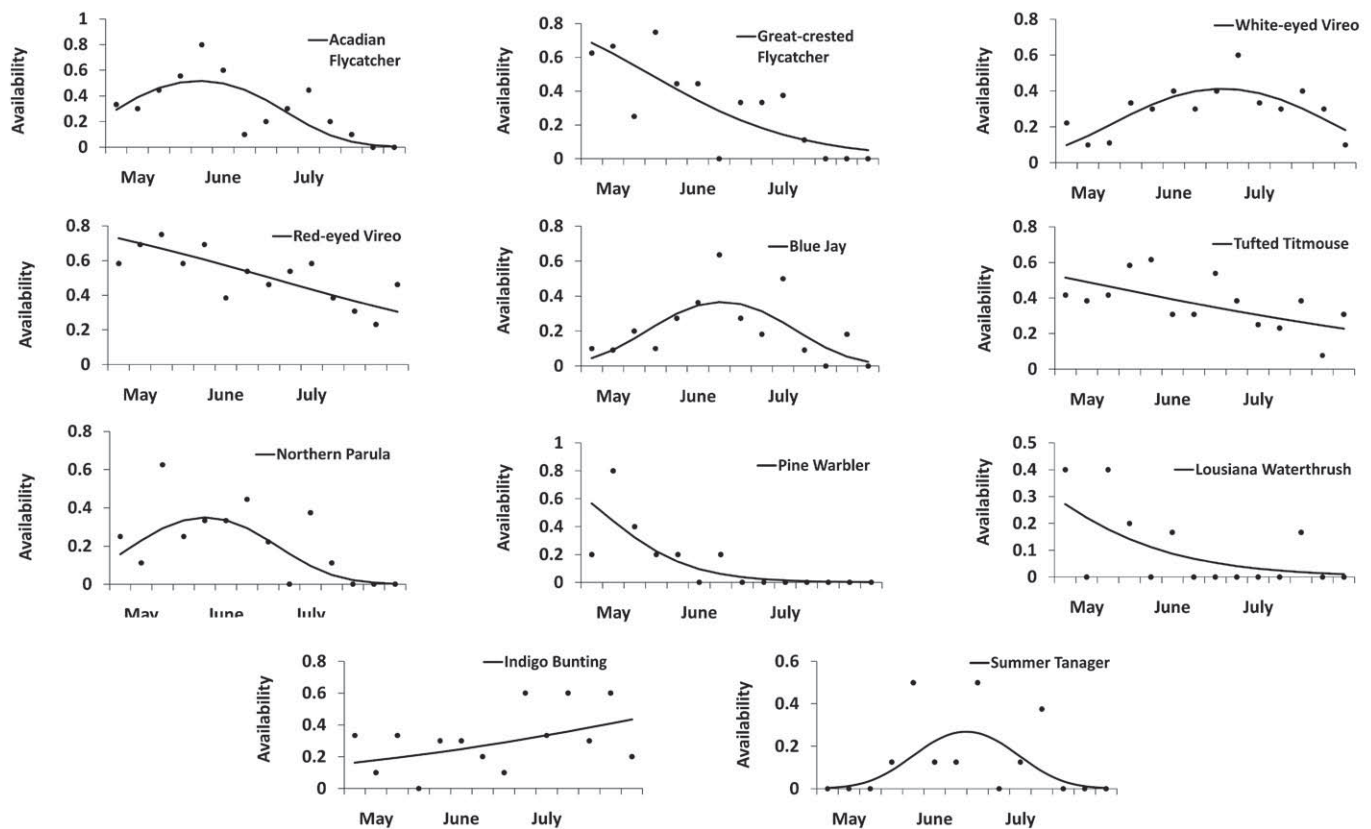 Availability
1
0.8
0.6
0.4
0.2
0
Acadian
Flycatcher
May June July
Availability
0.8
0.6
0.4
0.2
0
Great-crested
Flycatcher
May June July
Availability
0.8
0.6
0.4
0.2
0
White-eyed Vireo
May June July
Availability
0.8
0.6
0.4
0.2
0
Red-eyed Vireo
May June July
Availability
0.8
0.6
0.4
0.2
0
Blue Jay
May June July
Availability
0.8
0.6
0.4
0.2
0
Tufted Titmouse
May June July
Availability
0.8
0.6
0.4
0.2
0
Northern Parula
May June July
Availability
1
0.8
0.6
0.4
0.2
0
Pine Warbler
May June July
Availability
0.5
0.4
0.3
0.2
0.1
0
Lousiana Waterthrush
May June July
Availability
0.8
0.6
0.4
0.2
0
Indigo Bunting
May June July
Availability
0.6
0.4
0.2
0
Summer Tanager
May June July